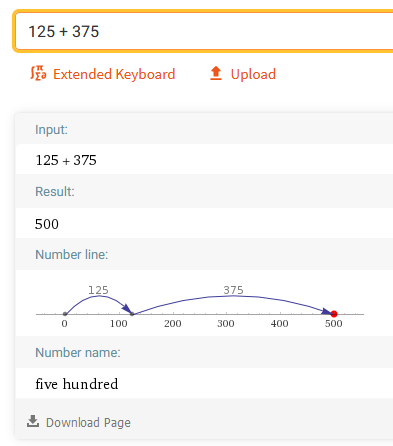 125 + 375
Extended Keyboard Upload
Input:
125 + 375
Result:
500
Number line:
125 375
0 100 200 300 400 500
Number name:
five hundred
Download Page